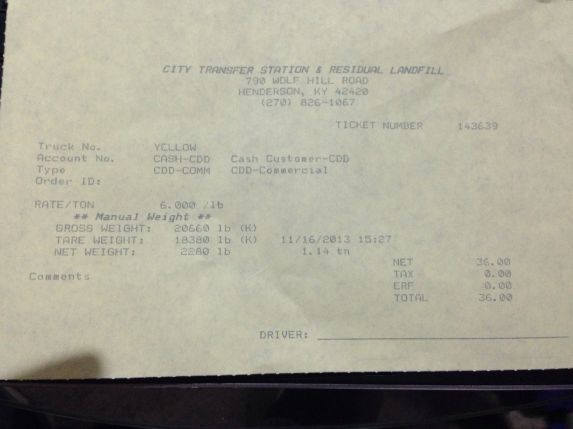 CITY TRANSFER STATION & RESIDUAL LANDFILL
790 WOLF HILL ROAD
HENDERSON, KY 42420
(270) 826-1067
TICKET NUMBER 143639
Truck No. YELLOW
Account No. CASH-CDD Cash Customer-CDD
Type CDD-COMM CDD-Commercial
Order ID:
RATE/TON 6.000 /lb
** Manual Weight **
GROSS WEIGHT: 20660 lb (K)
TARE WEIGHT: 18380 lb (K) 11/16/2013 15:27
NET WEIGHT: 2280 lb 1.14 tn
NET 36.00
Comments TAX 0.00
ERF 0.00
TOTAL 36.00
DRIVER: